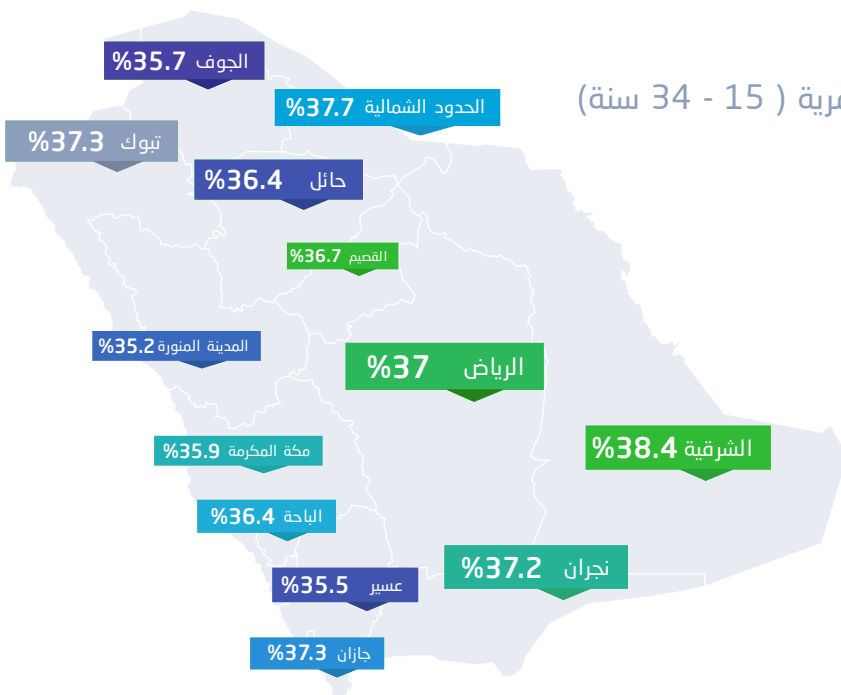 الجوف %35.7
الحدود الشمالية %37.7
( 15 - 34 سنة)
تبوك %37.3
حائل %36.4
القصيم %36.7
المدينة المنورة %35.2
الرياض %37
الشرقية %38.4
مكة المكرمة %35.9
الباحة %36.4
نجران %37.2
عسير %35.5
جازان %37.3